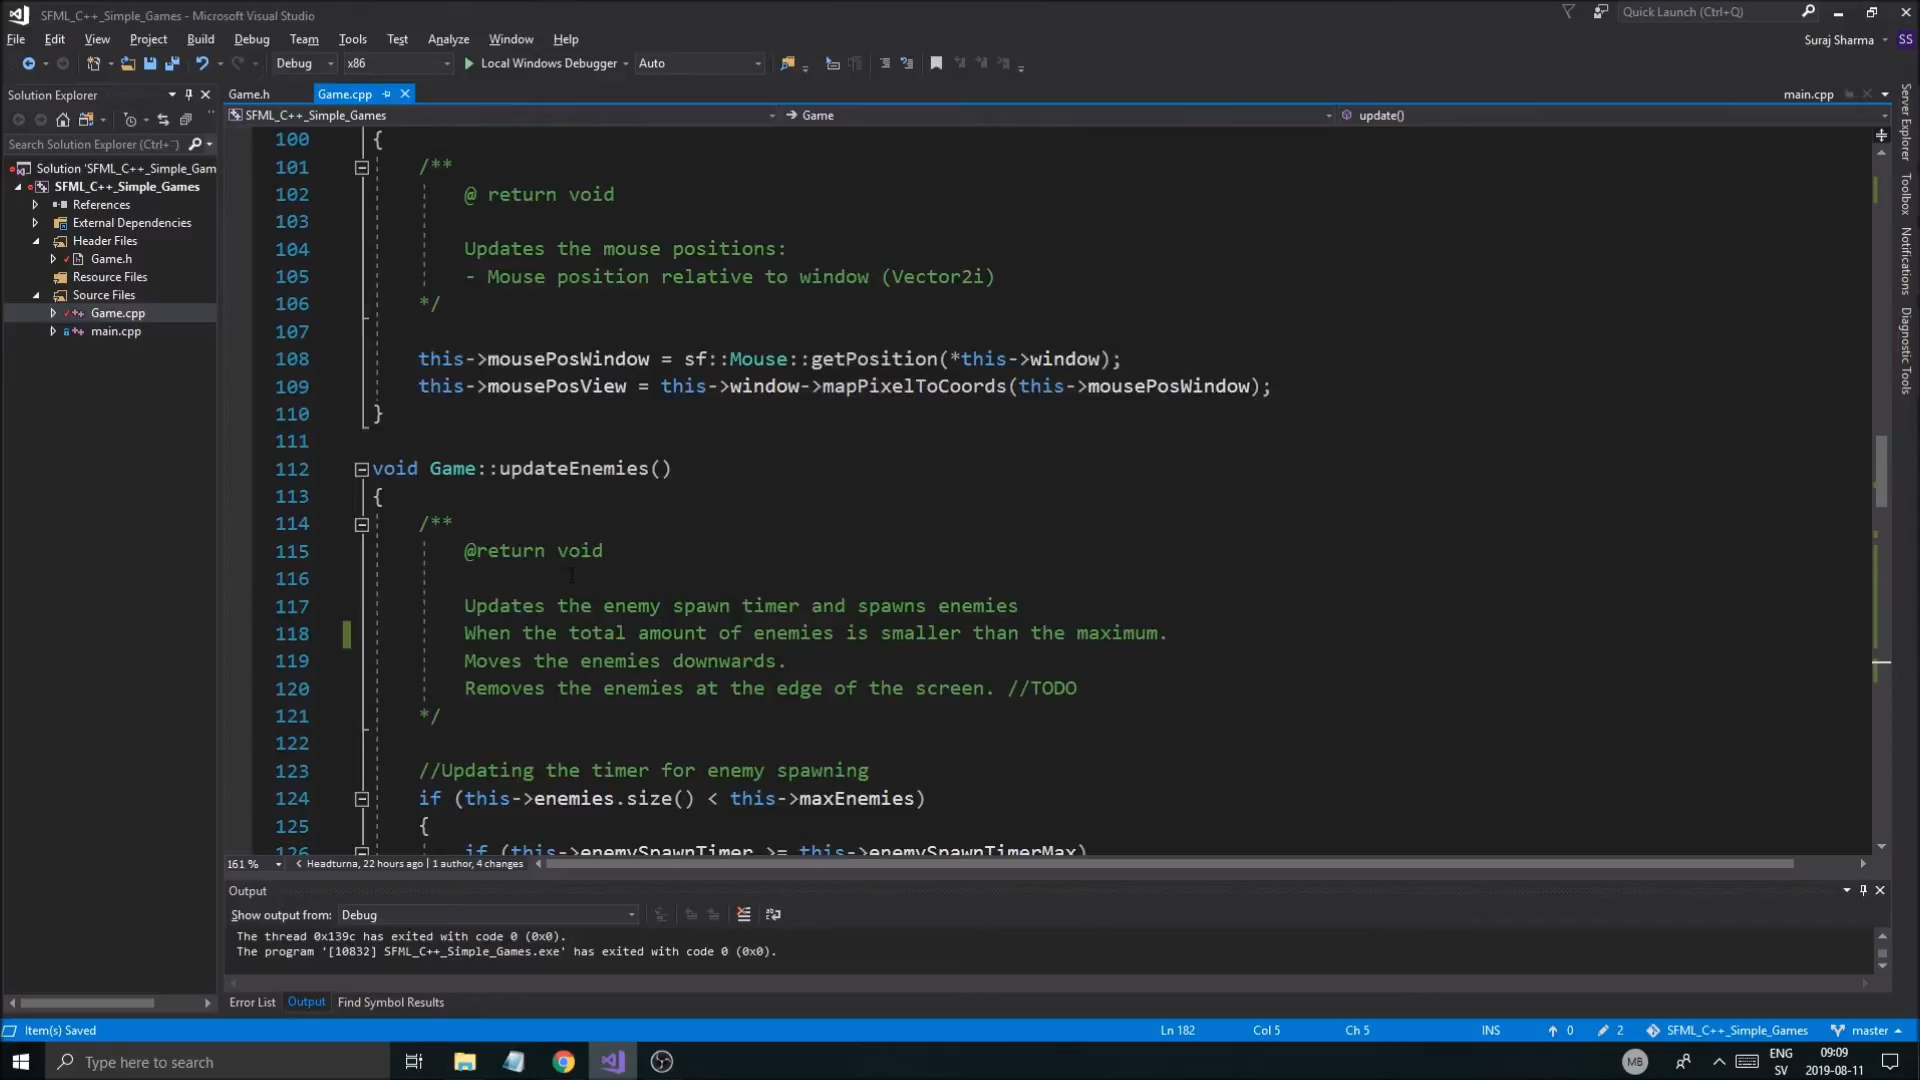 SFML_C++_Simple_Games - Microsoft Visual Studio
Quick Launch (Ctrl+Q)
File Edit View Project Build Debug Team Tools Test Analyze Window Help
Suraj Sharma SS
Debug x86 Local Windows Debugger Auto
Solution Explorer
Search Solution Explorer (Ctrl+
Solution 'SFML_C++_Simple_Gam
SFML_C++_Simple_Games
References
External Dependencies
Header Files
Game.h
Resource Files
Source Files
Game.cpp
main.cpp
Game.h Game.cpp main.cpp
SFML_C++_Simple_Games Game update()
100 {
101 /**
102 @ return void
103
104 Updates the mouse positions:
105 - Mouse position relative to window (Vector2i)
106 */
107
108 this->mousePosWindow = sf::Mouse::getPosition(*this->window);
109 this->mousePosView = this->window->mapPixelToCoords(this->mousePosWindow);
110 }
111
112 void Game::updateEnemies()
113 {
114 /**
115 @return void
116
117 Updates the enemy spawn timer and spawns enemies
118 When the total amount of enemies is smaller than the maximum.
119 Moves the enemies downwards.
120 Removes the enemies at the edge of the screen. //TODO
121 */
122
123 //Updating the timer for enemy spawning
124 if (this->enemies.size() < this->maxEnemies)
125 {
126 if (this->enemySpawnTimer >= this->enemySpawnTimerMax)
161 % Headturna, 22 hours ago | 1 author, 4 changes
Output
Show output from: Debug
The thread 0x139c has exited with code 0 (0x0).
The program '[10832] SFML_C++_Simple_Games.exe' has exited with code 0 (0x0).
Error List Output Find Symbol Results
Server Explorer
Toolbox
Notifications
Diagnostic Tools
Item(s) Saved Ln 182 Col 5 Ch 5 INS 0 2 SFML_C++_Simple_Games master
Type here to search
MB
ENG
SV
09:09
2019-08-11